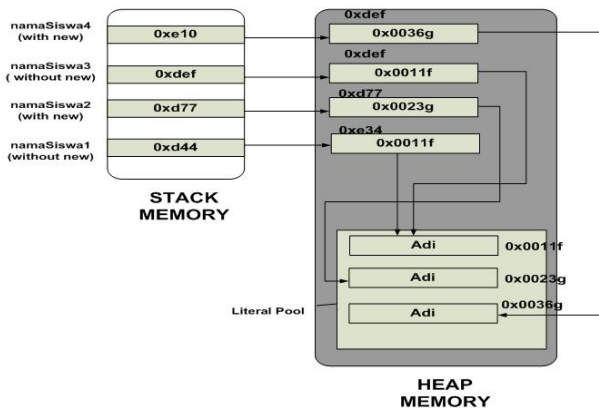 namaSiswa4
(with new)
0xe10
0xdef
0x0036g
namaSiswa3
( without new)
0xdef
0xdef
0x0011f
namaSiswa2
(with new)
0xd77
0xd77
0x0023g
namaSiswa1
(without new)
0xd44
0xe34
0x0011f
STACK
MEMORY
Adi
0x0011f
Adi
0x0023g
Literal Pool
Adi
0x0036g
HEAP
MEMORY